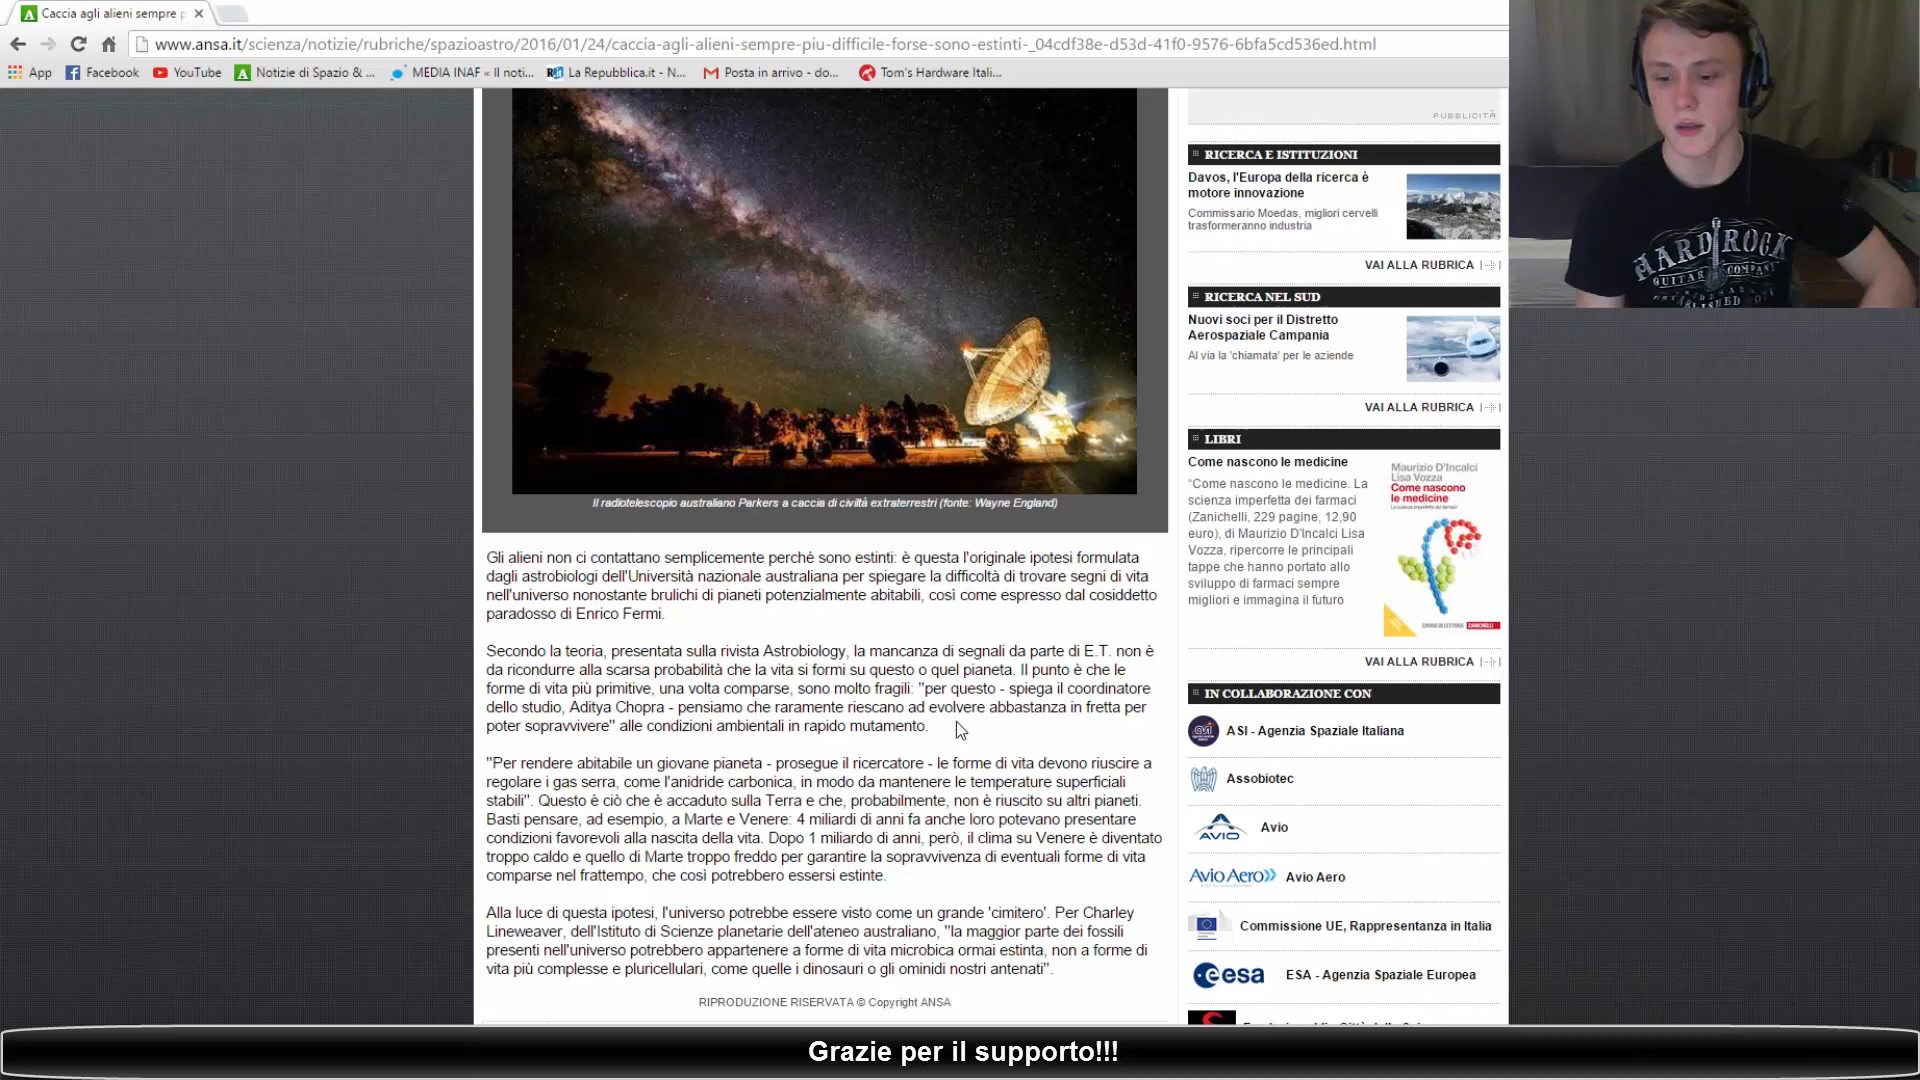 Caccia agli alieni sempre p
www.ansa.it/scienza/notizie/rubriche/spazioastro/2016/01/24/caccia-agli-alieni-sempre-piu-difficile-forse-sono-estinti-_04cdf38e-d53d-41f0-9576-6bfa5cd536ed.html
App Facebook YouTube Notizie di Spazio & ... MEDIA INAF « Il noti... La Repubblica.it - N... Posta in arrivo - do... Tom's Hardware Itali...
Il radiotelescopio australiano Parkers a caccia di civiltà extraterrestri (fonte: Wayne England)
Gli alieni non ci contattano semplicemente perché sono estinti: è questa l'originale ipotesi formulata
dagli astrobiologi dell'Università nazionale australiana per spiegare la difficoltà di trovare segni di vita
nell'universo nonostante brulichi di pianeti potenzialmente abitabili, così come espresso dal cosiddetto
paradosso di Enrico Fermi.
Secondo la teoria, presentata sulla rivista Astrobiology, la mancanza di segnali da parte di E.T. non è
da ricondurre alla scarsa probabilità che la vita si formi su questo o quel pianeta. Il punto è che le
forme di vita più primitive, una volta comparse, sono molto fragili: "per questo - spiega il coordinatore
dello studio, Aditya Chopra - pensiamo che raramente riescano ad evolvere abbastanza in fretta per
poter sopravvivere" alle condizioni ambientali in rapido mutamento.
"Per rendere abitabile un giovane pianeta - prosegue il ricercatore - le forme di vita devono riuscire a
regolare i gas serra, come l'anidride carbonica, in modo da mantenere le temperature superficiali
stabili". Questo è ciò che è accaduto sulla Terra e che, probabilmente, non è riuscito su altri pianeti.
Basti pensare, ad esempio, a Marte e Venere: 4 miliardi di anni fa anche loro potevano presentare
condizioni favorevoli alla nascita della vita. Dopo 1 miliardo di anni, però, il clima su Venere è diventato
troppo caldo e quello di Marte troppo freddo per garantire la sopravvivenza di eventuali forme di vita
comparse nel frattempo, che così potrebbero essersi estinte.
Alla luce di questa ipotesi, l'universo potrebbe essere visto come un grande 'cimitero'. Per Charley
Lineweaver, dell'Istituto di Scienze planetarie dell'ateneo australiano, "la maggior parte dei fossili
presenti nell'universo potrebbero appartenere a forme di vita microbica ormai estinta, non a forme di
vita più complesse e pluricellulari, come quelle i dinosauri o gli ominidi nostri antenati".
RIPRODUZIONE RISERVATA © Copyright ANSA
PUBBLICITÀ
RICERCA E ISTITUZIONI
Davos, l'Europa della ricerca è
motore innovazione
Commissario Moedas, migliori cervelli
trasformeranno industria
VAI ALLA RUBRICA
RICERCA NEL SUD
Nuovi soci per il Distretto
Aerospaziale Campania
Al via la 'chiamata' per le aziende
VAI ALLA RUBRICA
LIBRI
Come nascono le medicine
“Come nascono le medicine. La
scienza imperfetta dei farmaci
(Zanichelli, 229 pagine, 12,90
euro), di Maurizio D'Incalci Lisa
Vozza, ripercorre le principali
tappe che hanno portato allo
sviluppo di farmaci sempre
migliori e immagina il futuro
Maurizio D'Incalci
Lisa Vozza
Come nascono
le medicine
VAI ALLA RUBRICA
IN COLLABORAZIONE CON
ASI - Agenzia Spaziale Italiana
Assobiotec
AVIO Avio
Avio Aero Avio Aero
Commissione UE, Rappresentanza in Italia
esa ESA - Agenzia Spaziale Europea
HARD ROCK
GUITAR COMPANY
Grazie per il supporto!!!